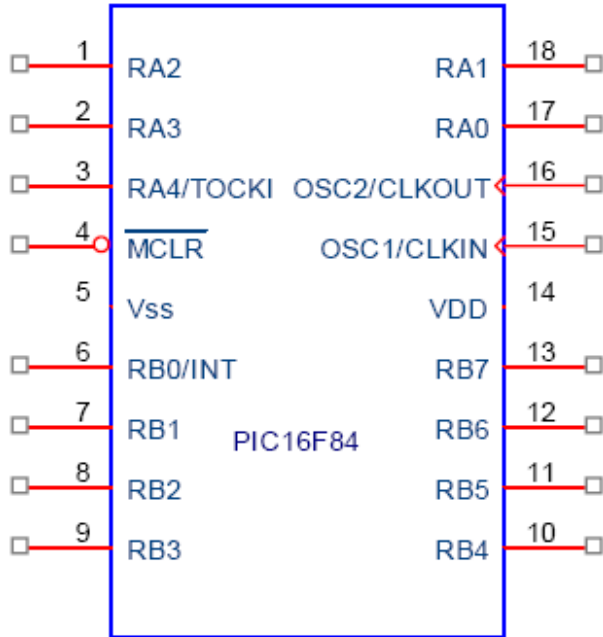 1 RA2 RA1 18
2 RA3 RA0 17
3 RA4/TOCKI OSC2/CLKOUT 16
4 MCLR OSC1/CLKIN 15
5 Vss VDD 14
6 RB0/INT RB7 13
7 RB1 RB6 12
PIC16F84
8 RB2 RB5 11
9 RB3 RB4 10